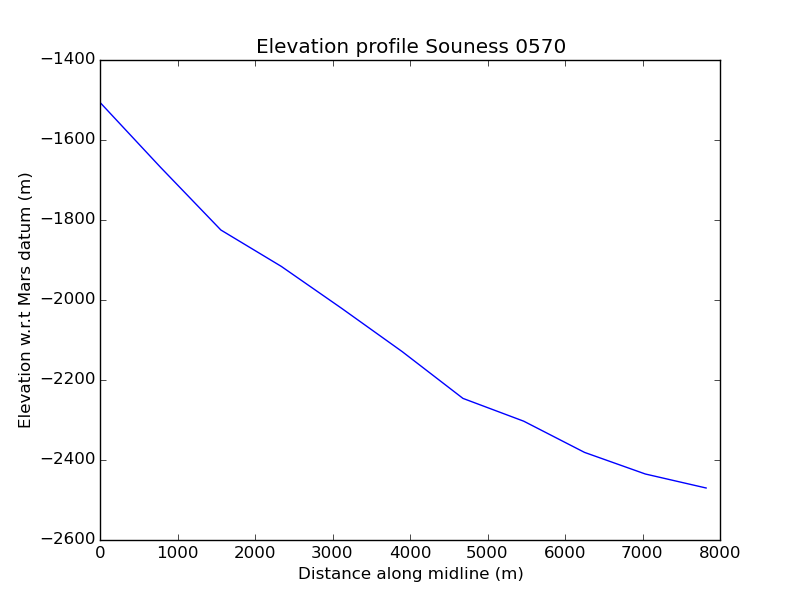 Elevation profile Souness 0570
−1400
−1600
−1800
−2000
−2200
−2400
−2600
Elevation w.r.t Mars datum (m)
0 1000 2000 3000 4000 5000 6000 7000 8000
Distance along midline (m)